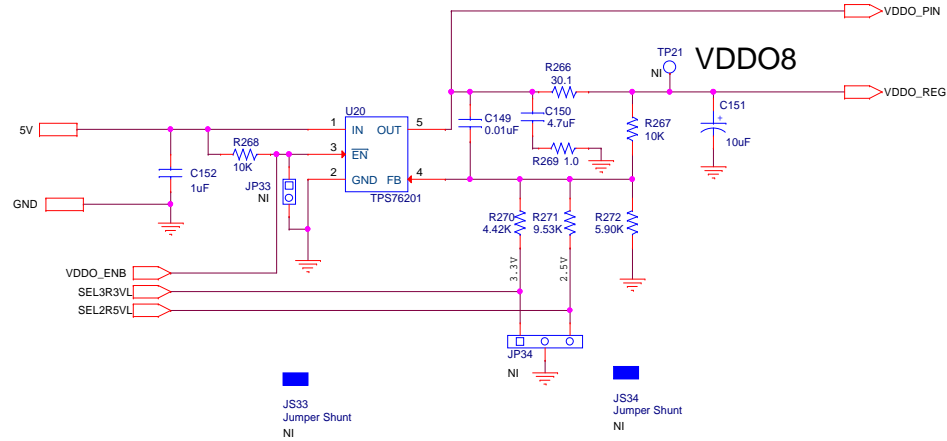 VDDO_PIN
TP21
VDDO8
NI
R266
30.1
VDDO_REG
U20
C149
0.01uF
C150
4.7uF
R267
10K
C151
+
10uF
5V
1
IN
OUT
5
R268
10K
3
EN
R269 1.0
C152
1uF
2
GND
FB
4
JP33
NI
TPS76201
GND
R270
4.42K
R271
9.53K
R272
5.90K
3.3V
2.5V
VDDO_ENB
SEL3R3VL
SEL2R5VL
JP34
NI
JS33
Jumper Shunt
NI
JS34
Jumper Shunt
NI